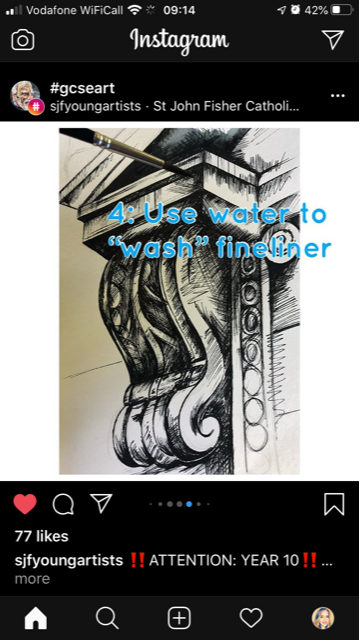 Vodafone WiFiCall 09:14 42%
Instagram
#gcseart
sjfyoungartists · St John Fisher Catholi...
4: Use water to
“wash” fineliner
77 likes
sjfyoungartists ‼️ ATTENTION: YEAR 10 ‼️ ...
more